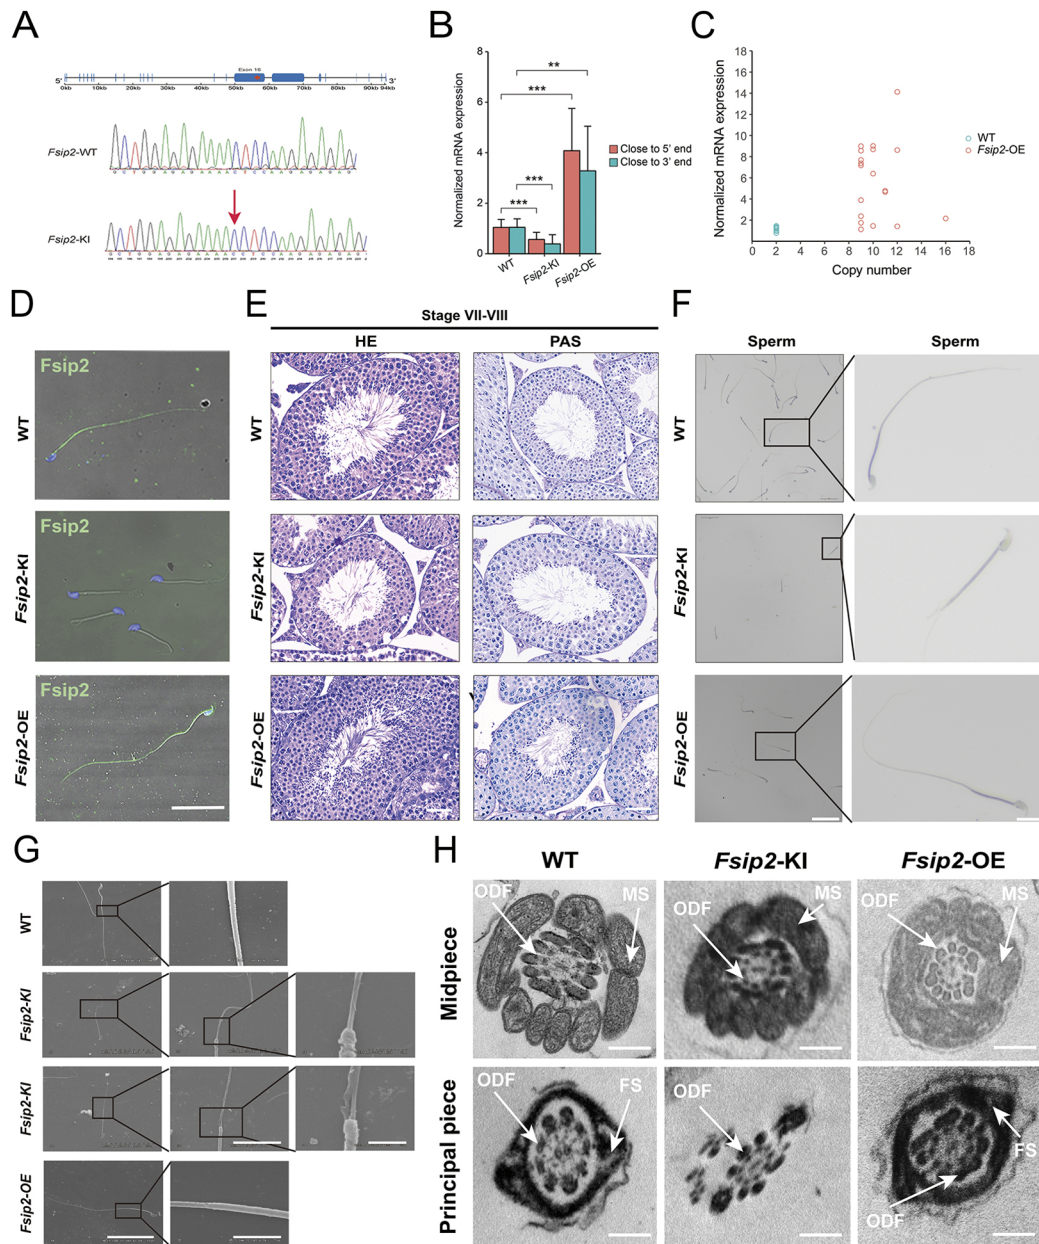 A
Exon 16
5'
3'
0kb 10kb 20kb 30kb 40kb 50kb 60kb 70kb 80kb 90kb 94kb
Fsip2-WT
G C T G G A G A G A A A A C T C C A A G A G A G A G
Fsip2-KI
B
Normalized mRNA expression
8
6
4
2
0
**
***
***
***
Close to 5' end
Close to 3' end
WT
Fsip2-KI
Fsip2-OE
C
Normalized mRNA expression
18
16
14
12
10
8
6
4
2
0 2 4 6 8 10 12 14 16 18
Copy number
WT
Fsip2-OE
D
WT
Fsip2
Fsip2-KI
Fsip2
Fsip2-OE
Fsip2
E
Stage VII-VIII
HE
PAS
WT
Fsip2-KI
Fsip2-OE
F
Sperm
Sperm
WT
Fsip2-KI
Fsip2-OE
G
WT
Fsip2-KI
Fsip2-KI
Fsip2-OE
H
WT
Fsip2-KI
Fsip2-OE
Midpiece
ODF
MS
ODF
MS
ODF
MS
Principal piece
ODF
FS
ODF
FS
ODF